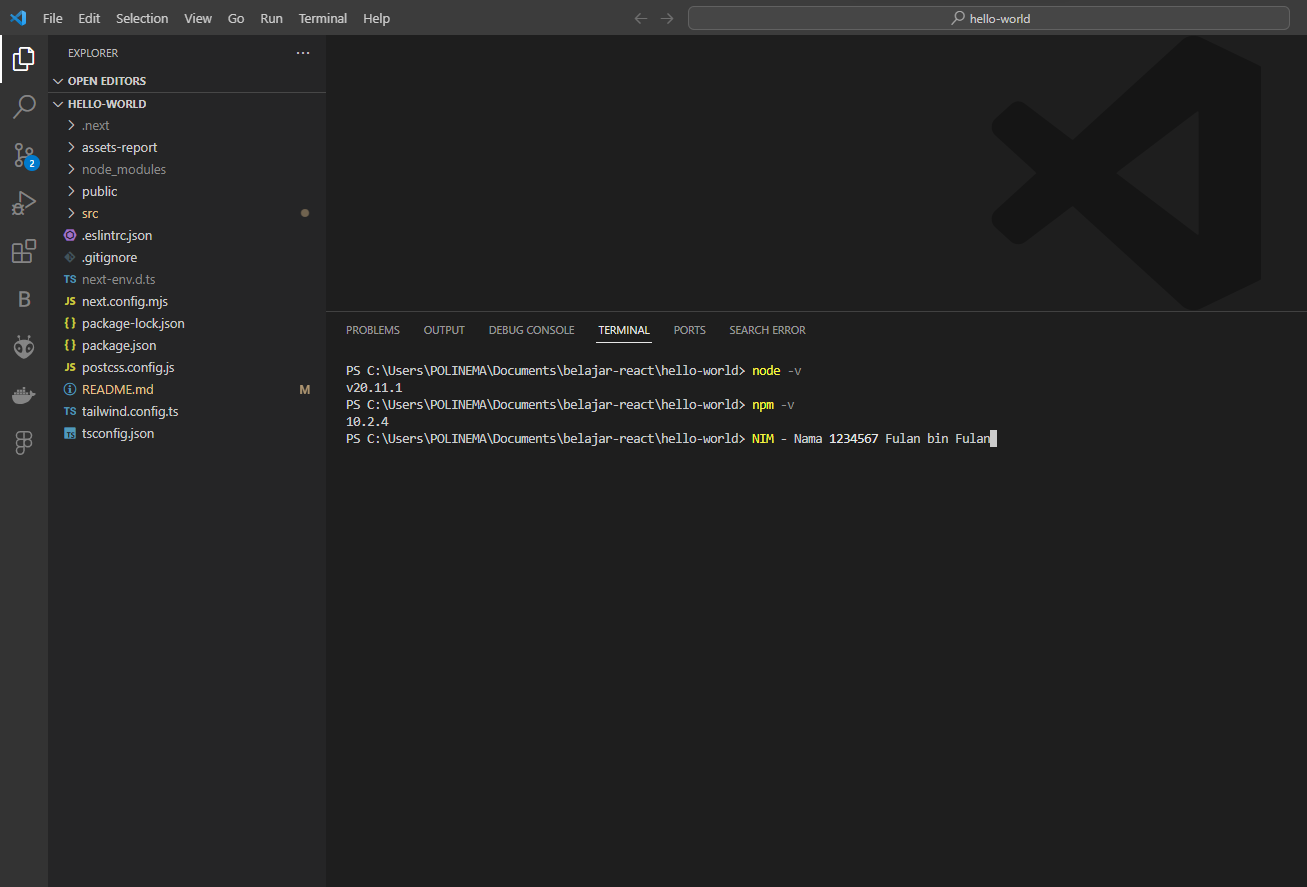 File Edit Selection View Go Run Terminal Help
hello-world
EXPLORER
OPEN EDITORS
HELLO-WORLD
.next
assets-report
node_modules
public
src
.eslintrc.json
.gitignore
TS next-env.d.ts
JS next.config.mjs
{} package-lock.json
{} package.json
JS postcss.config.js
README.md M
TS tailwind.config.ts
TS tsconfig.json
2
B
PROBLEMS OUTPUT DEBUG CONSOLE TERMINAL PORTS SEARCH ERROR
PS C:\Users\POLINEMA\Documents\belajar-react\hello-world> node -v
v20.11.1
PS C:\Users\POLINEMA\Documents\belajar-react\hello-world> npm -v
10.2.4
PS C:\Users\POLINEMA\Documents\belajar-react\hello-world> NIM - Nama 1234567 Fulan bin Fulan